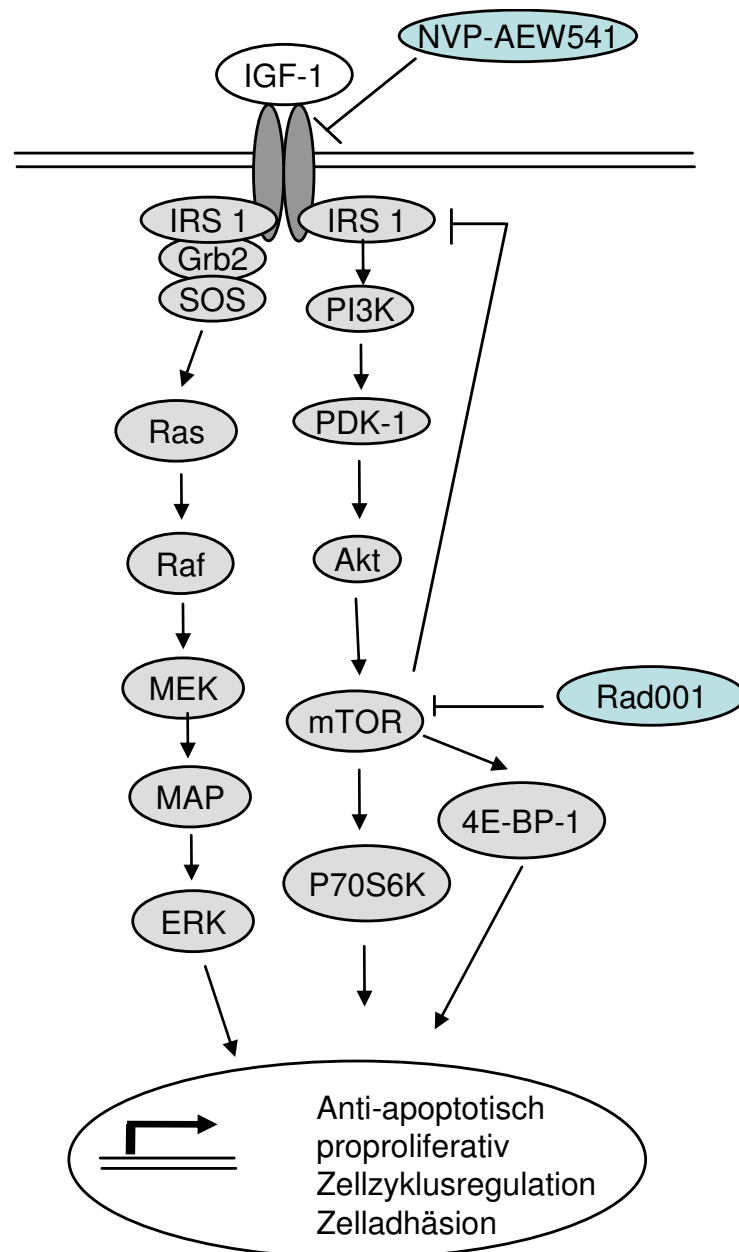 NVP-AEW541
IGF-1
IRS 1
IRS 1
Grb2
SOS
PI3K
Ras
PDK-1
Raf
Akt
MEK
mTOR
Rad001
MAP
4E-BP-1
P70S6K
ERK
Anti-apoptotisch
proproliferativ
Zellzyklusregulation
Zelladhäsion